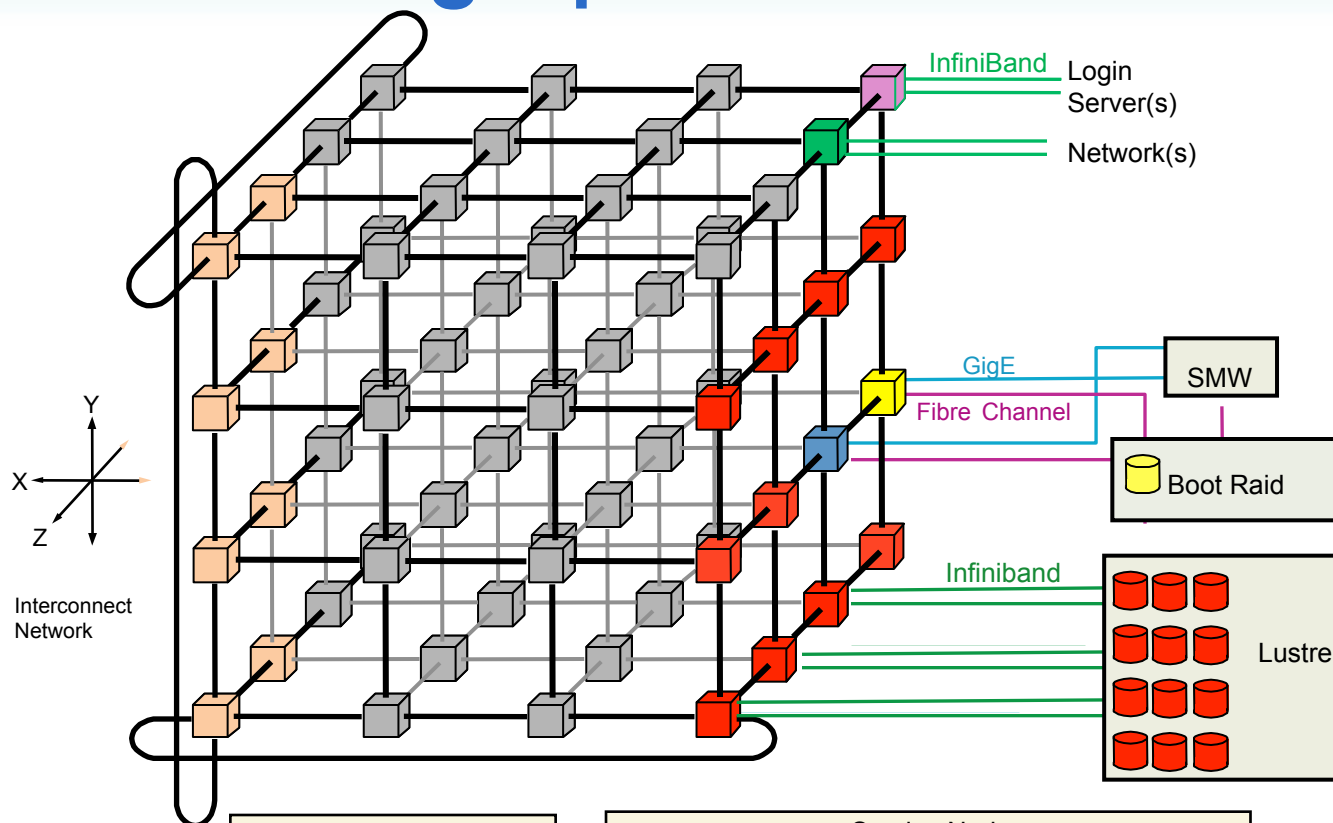 InfiniBand
Login
Server(s)
Network(s)
GigE
SMW
Fibre Channel
Boot Raid
Y
X
Z
Interconnect
Network
Infiniband
Lustre